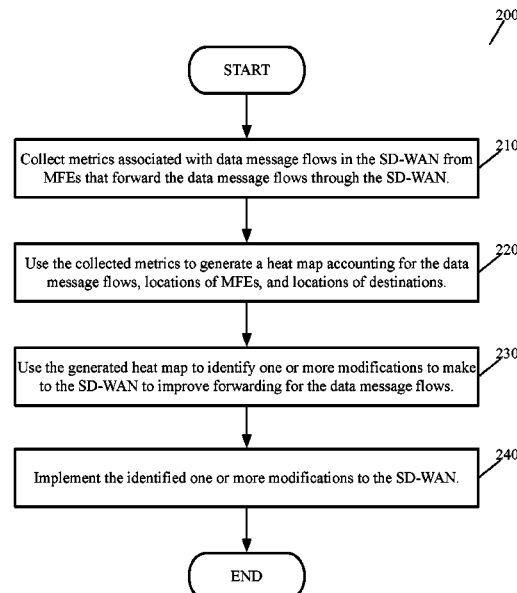 200
START
210
Collect metrics associated with data message flows in the SD-WAN from
MFEs that forward the data message flows through the SD-WAN.
220
Use the collected metrics to generate a heat map accounting for the data
message flows, locations of MFEs, and locations of destinations.
230
Use the generated heat map to identify one or more modifications to make
to the SD-WAN to improve forwarding for the data message flows.
240
Implement the identified one or more modifications to the SD-WAN.
END